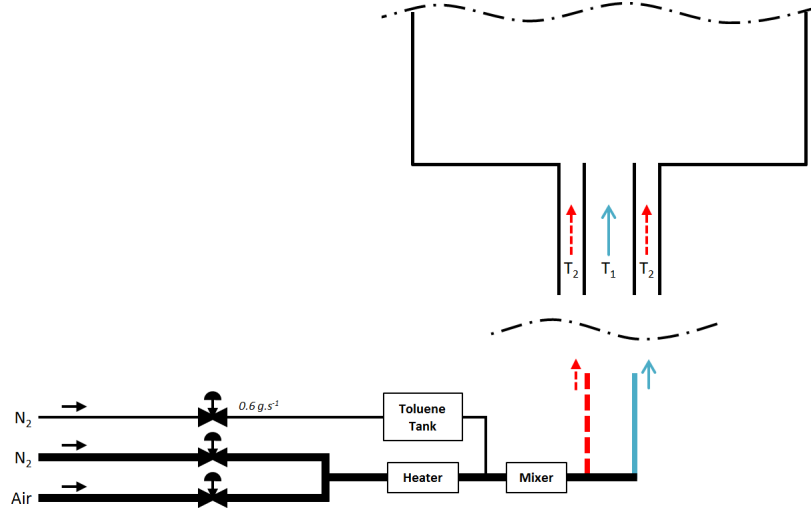 T₂ T₁ T₂
0.6 g.s⁻¹
N₂
Toluene
Tank
N₂
Heater
Mixer
Air